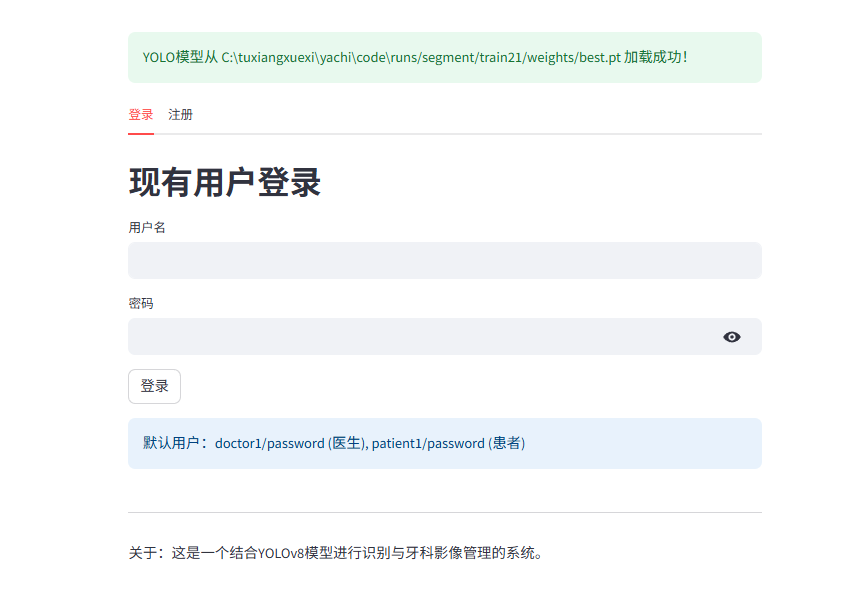 YOLO模型从 C:\tuxiangxuexi\yachi\code\runs/segment/train21/weights/best.pt 加载成功！
登录 注册
现有用户登录
用户名
密码
登录
默认用户：doctor1/password (医生), patient1/password (患者)
关于：这是一个结合YOLOv8模型进行识别与牙科影像管理的系统。